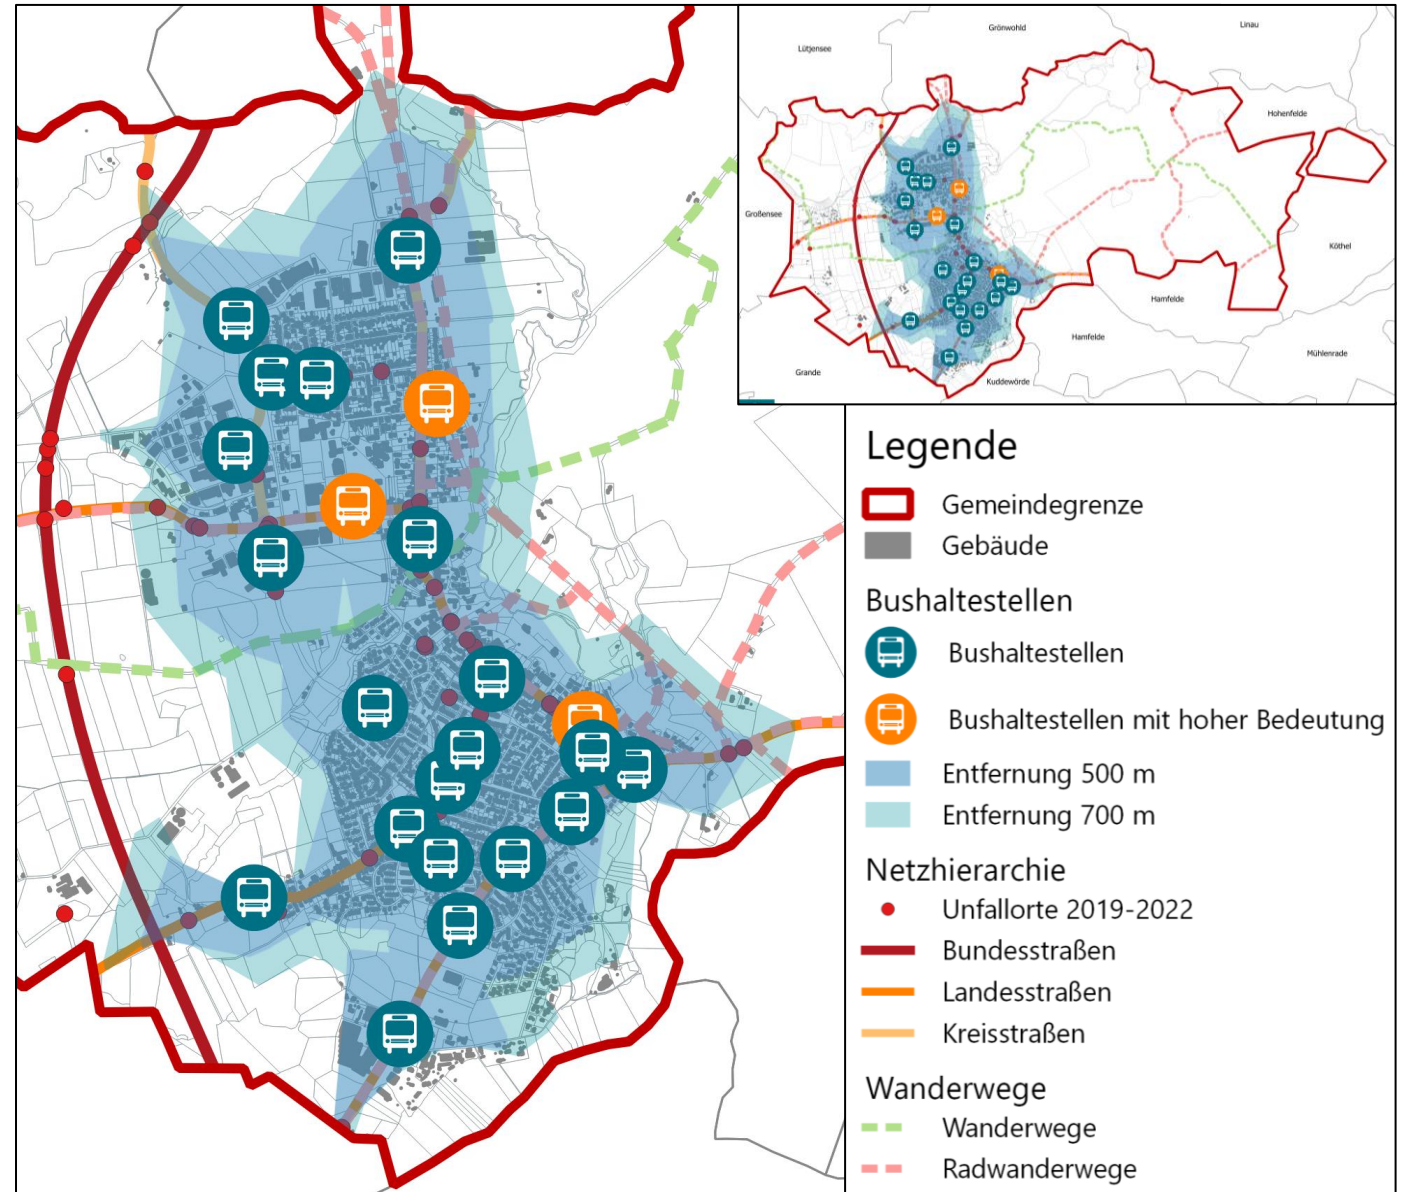 Grönwohld
Linau
Lütjensee
Hohenfelde
Großensee
Köthel
Hamfelde
Hamfelde
Mühlenrade
Grande
Kuddewörde
Legende
Gemeindegrenze
Gebäude
Bushaltestellen
Bushaltestellen
Bushaltestellen mit hoher Bedeutung
Entfernung 500 m
Entfernung 700 m
Netzhierarchie
Unfallorte 2019-2022
Bundesstraßen
Landesstraßen
Kreisstraßen
Wanderwege
Wanderwege
Radwanderwege